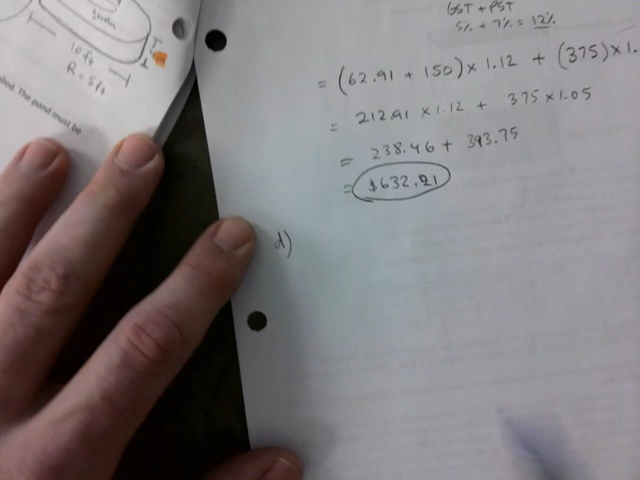 10 ft
R = 5 ft
The pond must be
GST + PST
5% + 7% = 12%
= (62.91 + 150) × 1.12 + (375) × 1.
= 212.91 × 1.12 + 375 × 1.05
= 238.46 + 393.75
= $632.21
d)